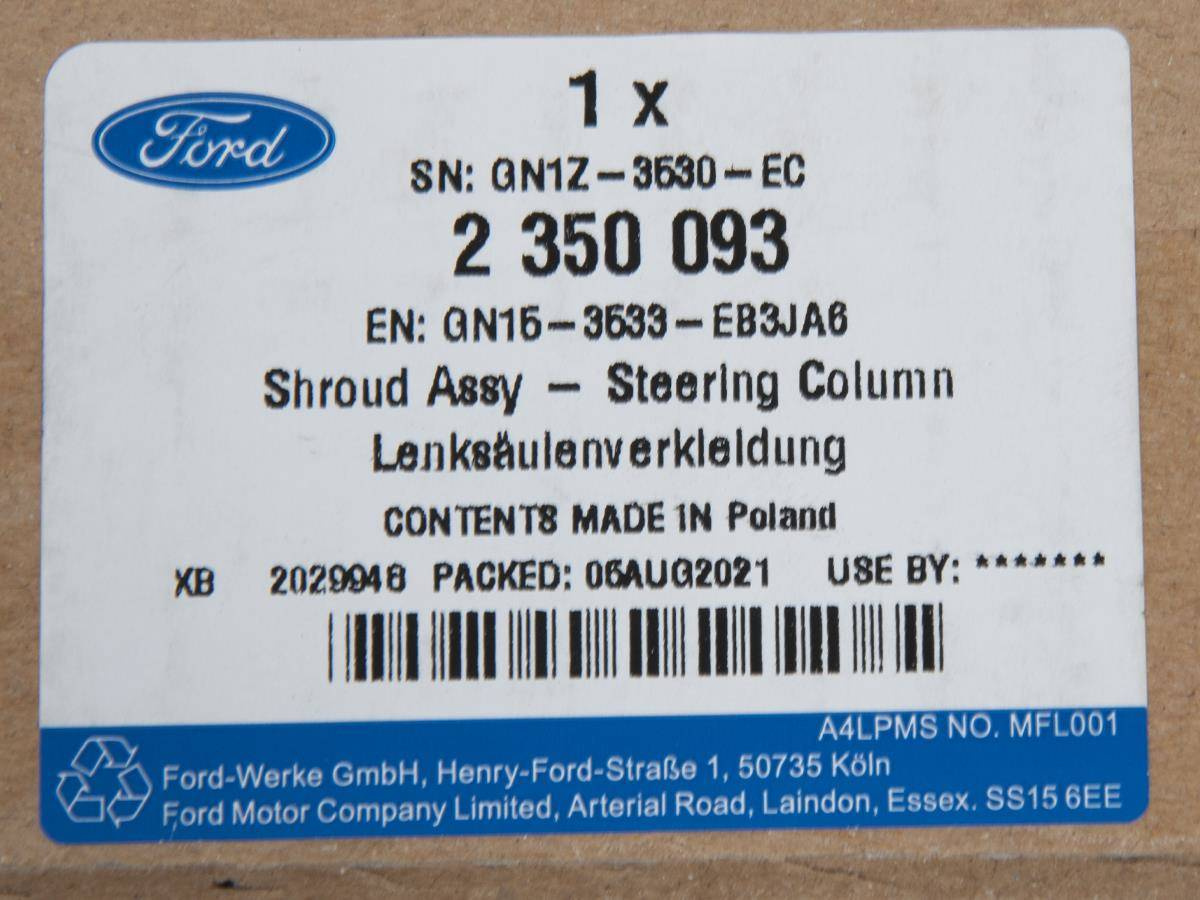 Ford
1 x
SN: GN1Z-3530-EC
2 350 093
EN: GN15-3533-EB3JA6
Shroud Assy - Steering Column
Lenksäulenverkleidung
CONTENTS MADE IN Poland
XB 2029948 PACKED: 05AUG2021 USE BY: *******
A4LPMS NO. MFL001
Ford-Werke GmbH, Henry-Ford-Straße 1, 50735 Köln
Ford Motor Company Limited, Arterial Road, Laindon, Essex. SS15 6EE